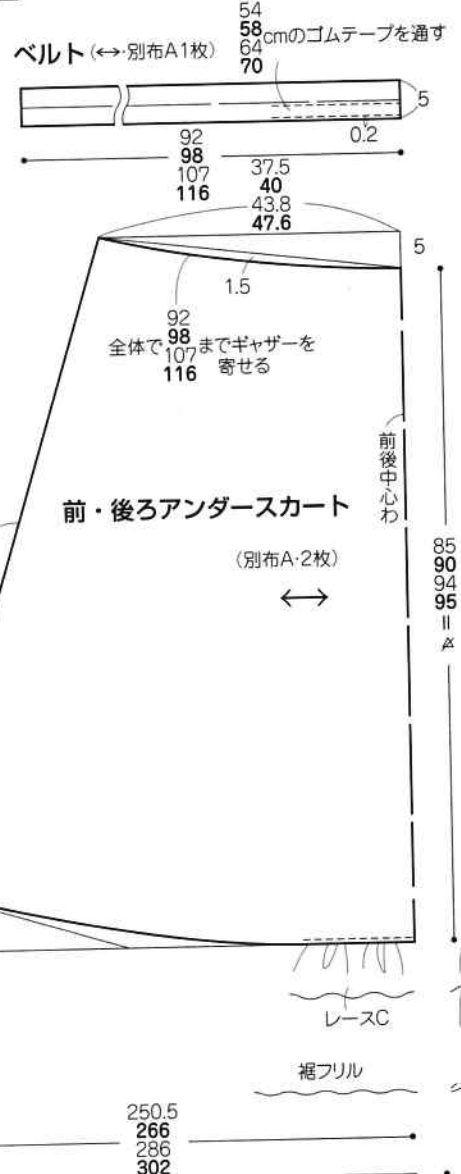 54
58cmのゴムテープを通す
64
70
ベルト(↔·別布A1枚)
5
0.2
92
98
107
116
37.5
40
43.8
47.6
5
1.5
92
全体で98までギャザーを
107 寄せる
116
前後中心わ
前・後ろアンダースカート
(別布A·2枚)
85
90
94
95
=
レースC
裾フリル
250.5
266
286
302